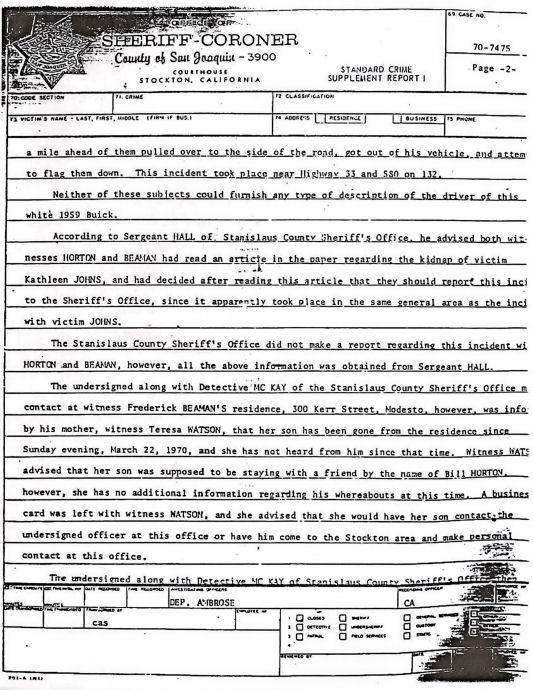 SHERIFF-CORONER
County of San Joaquin - 3900
COURTHOUSE
STOCKTON, CALIFORNIA
STANDARD CRIME
SUPPLEMENT REPORT I
69. CASE NO.
70-7475
Page -2-
70. CODE SECTION
71. CRIME
72 CLASSIFICATION
73 VICTIM'S NAME - LAST, FIRST, MIDDLE (FIRM IF BUS.)
74 ADDRESS RESIDENCE BUSINESS
75 PHONE
a mile ahead of them pulled over to the side of the road, got out of his vehicle, and attem
to flag them down. This incident took place near Highway 33 and 580 on 132.
Neither of these subjects could furnish any type of description of the driver of this
white 1959 Buick.
According to Sergeant HALL of Stanislaus County Sheriff's Office, he advised both wit-
nesses HORTON and BEAMAN had read an article in the paper regarding the kidnap of victim
Kathleen JOHNS, and had decided after reading this article that they should report this inci
to the Sheriff's Office, since it apparently took place in the same general area as the inci
with victim JOHNS.
The Stanislaus County Sheriff's Office did not make a report regarding this incident wi
HORTON and BEAMAN, however, all the above information was obtained from Sergeant HALL.
The undersigned along with Detective MC KAY of the Stanislaus County Sheriff's Office m
contact at witness Frederick BEAMAN'S residence, 300 Kerr Street, Modesto, however, was info
by his mother, witness Teresa WATSON, that her son has been gone from the residence since
Sunday evening, March 22, 1970, and she has not heard from him since that time. Witness WATS
advised that her son was supposed to be staying with a friend by the name of Bill HORTON,
however, she has no additional information regarding his whereabouts at this time. A busines
card was left with witness WATSON, and she advised that she would have her son contact the
undersigned officer at this office or have him come to the Stockton area and make personal
contact at this office.
The undersigned along with Detective MC KAY of Stanislaus County Sheriff's Office then
DATE RECORDED
TIME RECORDED
INVESTIGATING OFFICERS
RECORDING OFFICER
DEP. AMBROSE
CA
TRANSCRIBED BY
EMPLOYEE NO
cas
1 CLOSED SHERIFF
2 DETECTIVE UNDERSHERIFF CUSTODY
3 PATROL FIELD SERVICES
4
REVIEWED BY
DATE